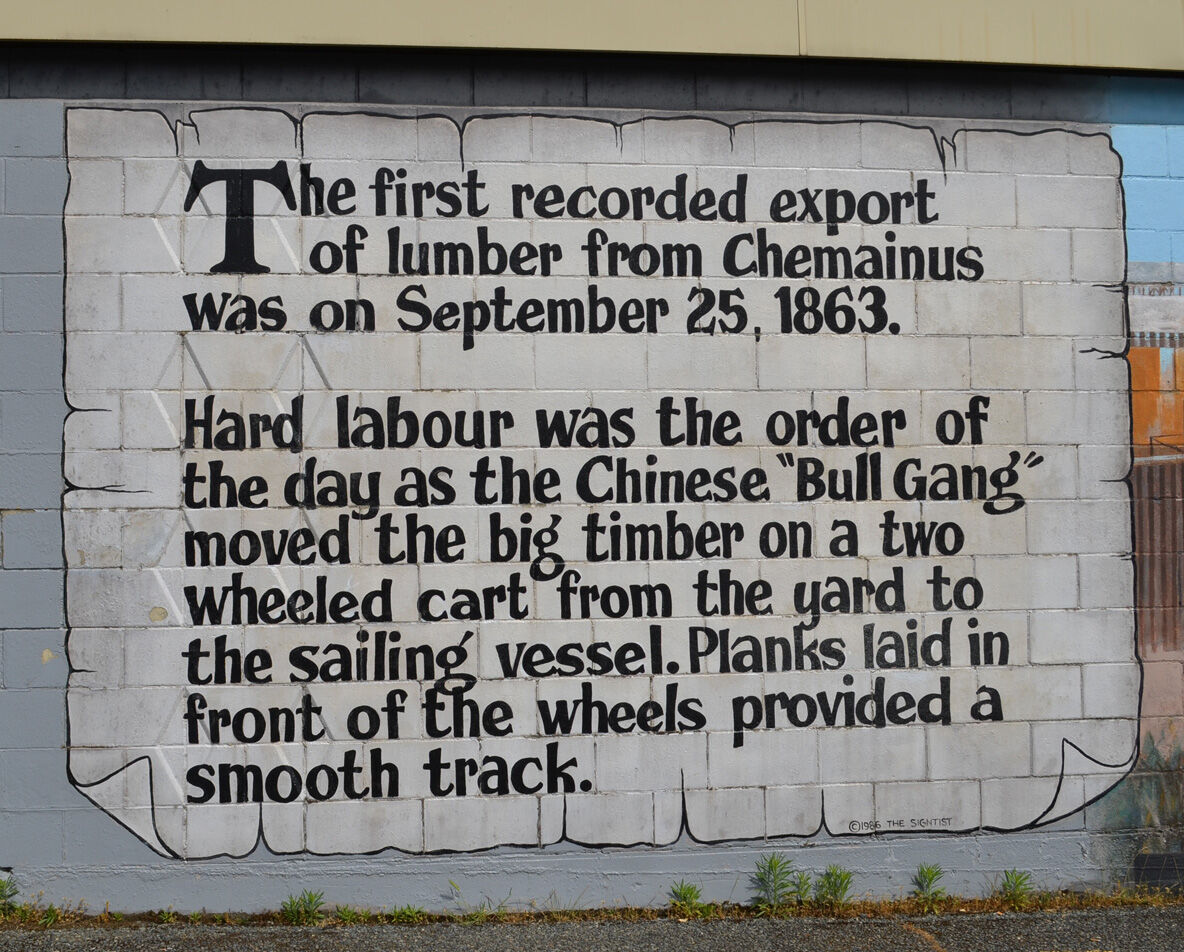 The first recorded export
of lumber from Chemainus
was on September 25, 1863.
Hard labour was the order of
the day as the Chinese "Bull Gang"
moved the big timber on a two
wheeled cart from the yard to
the sailing vessel. Planks laid in
front of the wheels provided a
smooth track.
©1986 THE SIGNTIST